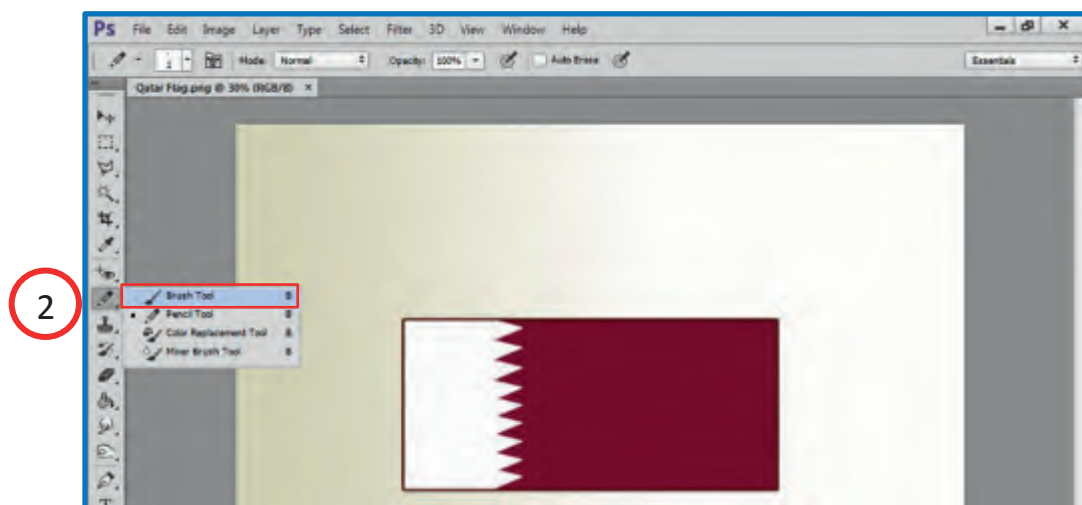 Ps File Edit Image Layer Type Select Filter 3D View Window Help
Mode: Normal Opacity: 100% Auto Erase Essentials
Qatar Flag.png @ 30% (RGB/8) ×
2
Brush Tool B
Pencil Tool B
Color Replacement Tool B
Mixer Brush Tool B